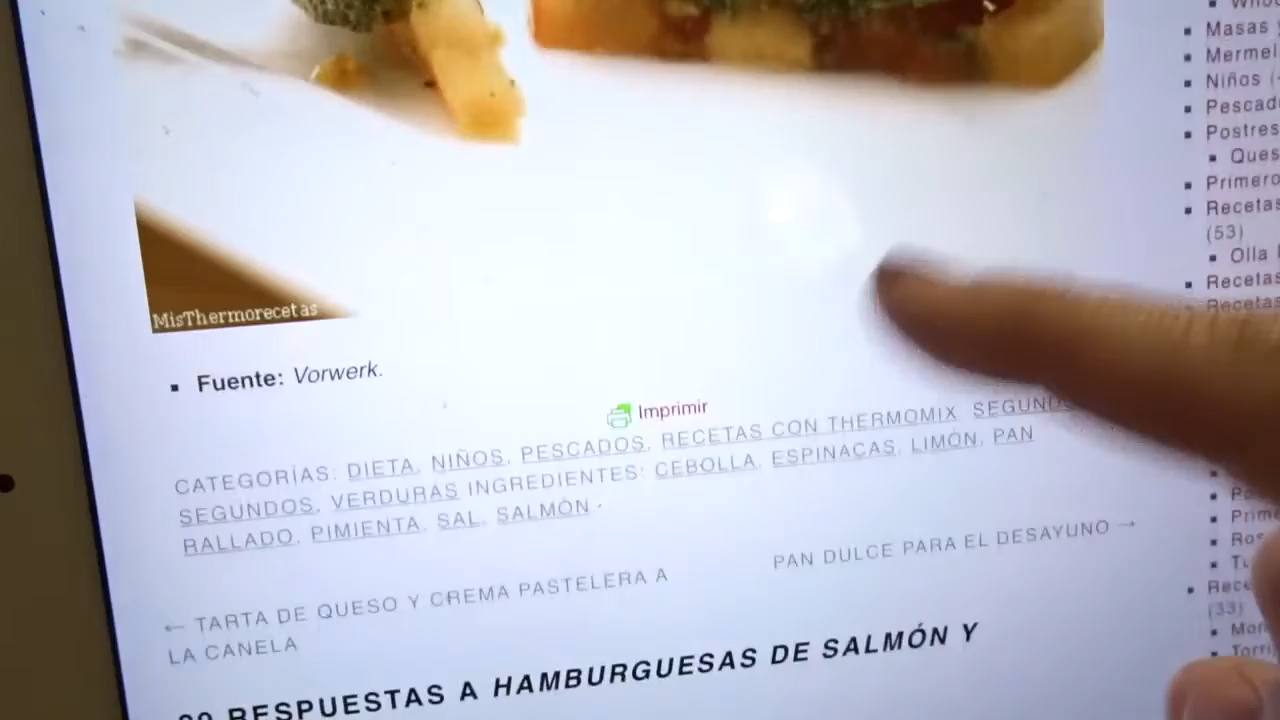 MisThermorecetas
▪ Fuente: Vorwerk.
Imprimir
CATEGORÍAS: DIETA, NIÑOS, PESCADOS, RECETAS CON THERMOMIX
SEGUNDOS, VERDURAS INGREDIENTES: CEBOLLA, ESPINACAS, LIMÓN, PAN
RALLADO, PIMIENTA, SAL, SALMÓN ·
← TARTA DE QUESO Y CREMA PASTELERA A
LA CANELA
PAN DULCE PARA EL DESAYUNO →
RESPUESTAS A HAMBURGUESAS DE SALMÓN Y
▪ Masas
▪ Niños
▪ Postres
▪ Recetas
(53)
▪ Olla
▪ Recetas
▪ Recetas
(33)